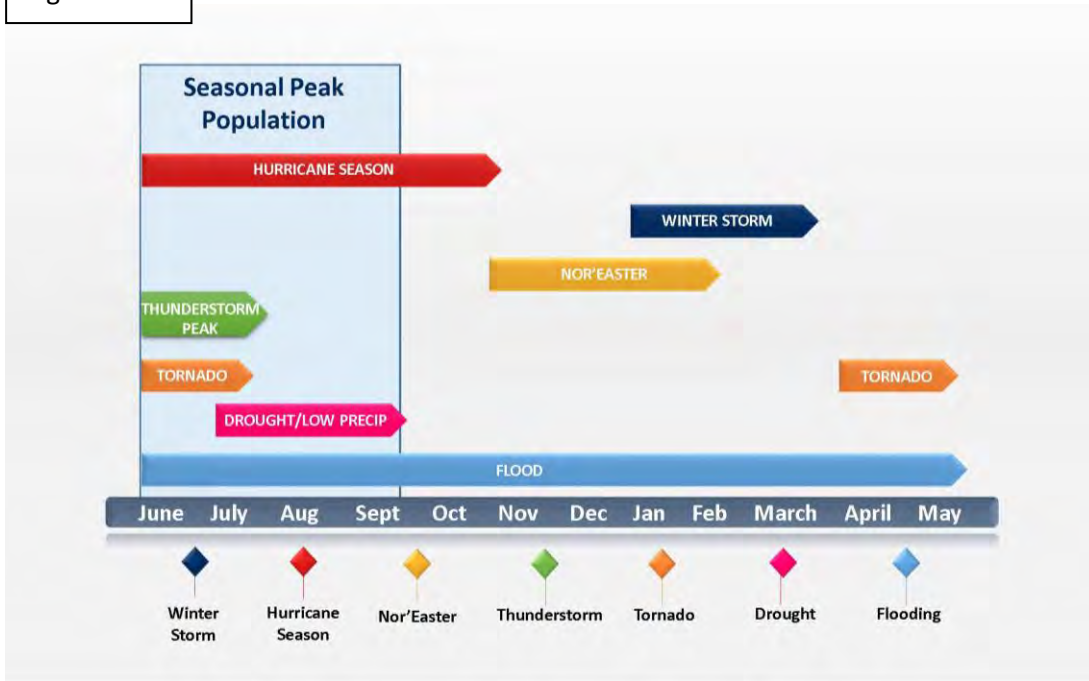 Seasonal Peak
Population
HURRICANE SEASON
WINTER STORM
NOR'EASTER
THUNDERSTORM
PEAK
TORNADO
TORNADO
DROUGHT/LOW PRECIP
FLOOD
June July Aug Sept Oct Nov Dec Jan Feb March April May
Winter
Storm
Hurricane
Season
Nor'Easter
Thunderstorm
Tornado
Drought
Flooding